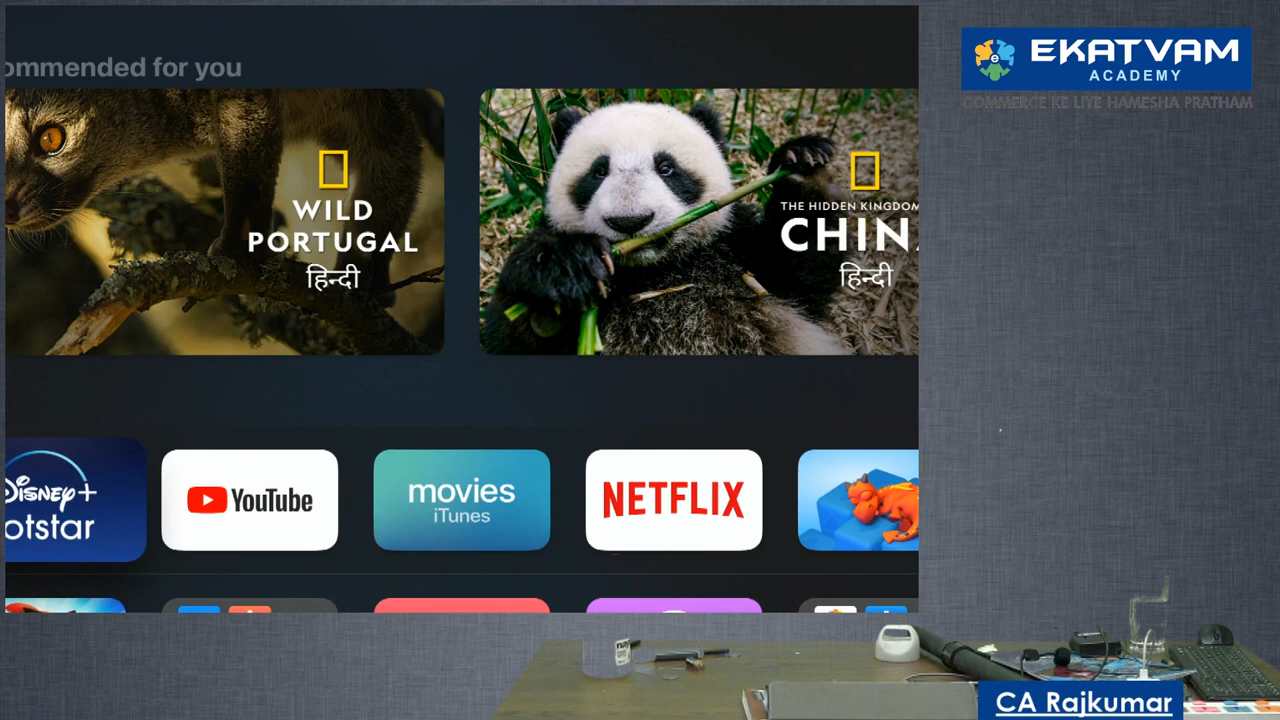 ommended for you
EKATVAM
ACADEMY
COMMERCE KE LIYE HAMESHA PRATHAM
WILD
PORTUGAL
हिन्दी
THE HIDDEN KINGDOM
CHINA
हिन्दी
Disney+
otstar
YouTube
movies
iTunes
NETFLIX
CA Rajkumar